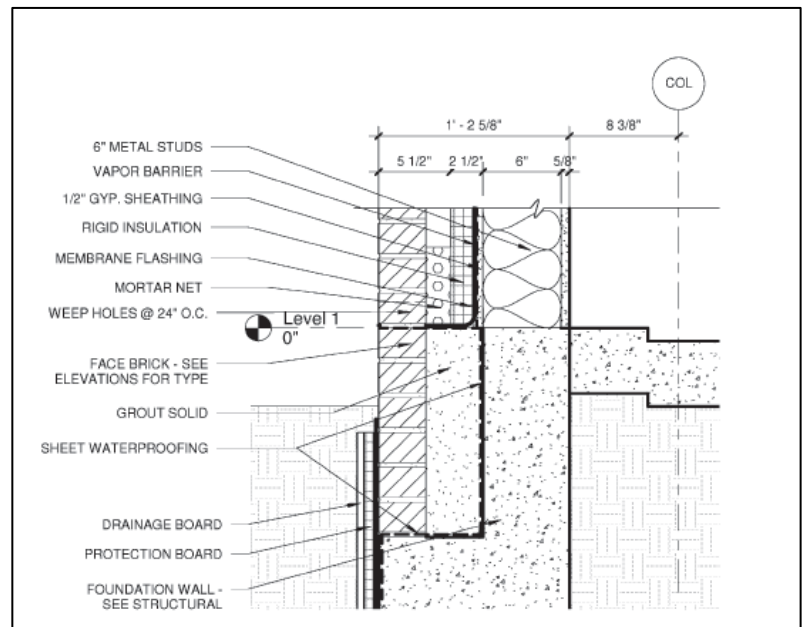 COL
1' - 2 5/8"
8 3/8"
5 1/2"
2 1/2"
6"
5/8"
6" METAL STUDS
VAPOR BARRIER
1/2" GYP. SHEATHING
RIGID INSULATION
MEMBRANE FLASHING
MORTAR NET
WEEP HOLES @ 24" O.C.
Level 1
0"
FACE BRICK - SEE
ELEVATIONS FOR TYPE
GROUT SOLID
SHEET WATERPROOFING
DRAINAGE BOARD
PROTECTION BOARD
FOUNDATION WALL -
SEE STRUCTURAL